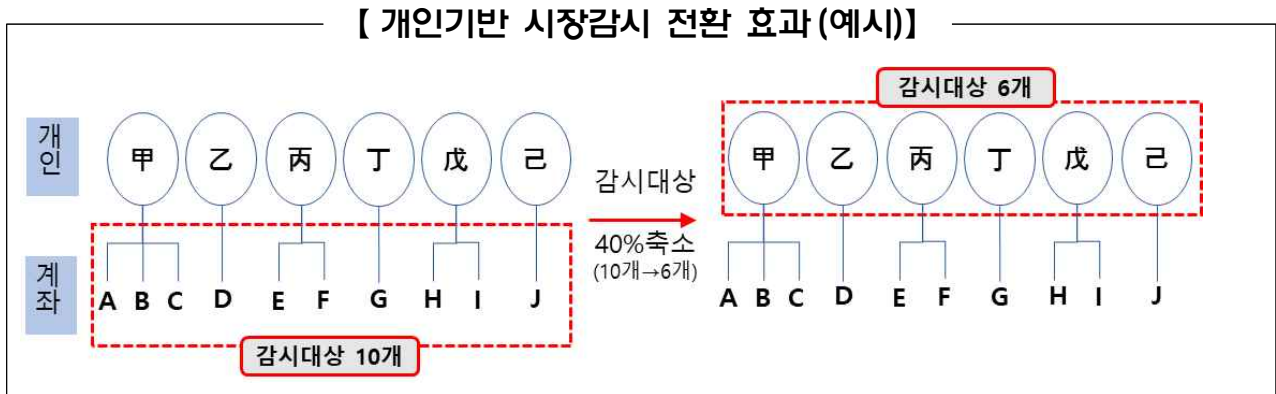 【 개인기반 시장감시 전환 효과(예시)】
감시대상 6개
개인
甲 乙 丙 丁 戊 己
감시대상
甲 乙 丙 丁 戊 己
40%축소
(10개→6개)
계좌
A B C D E F G H I J
A B C D E F G H I J
감시대상 10개